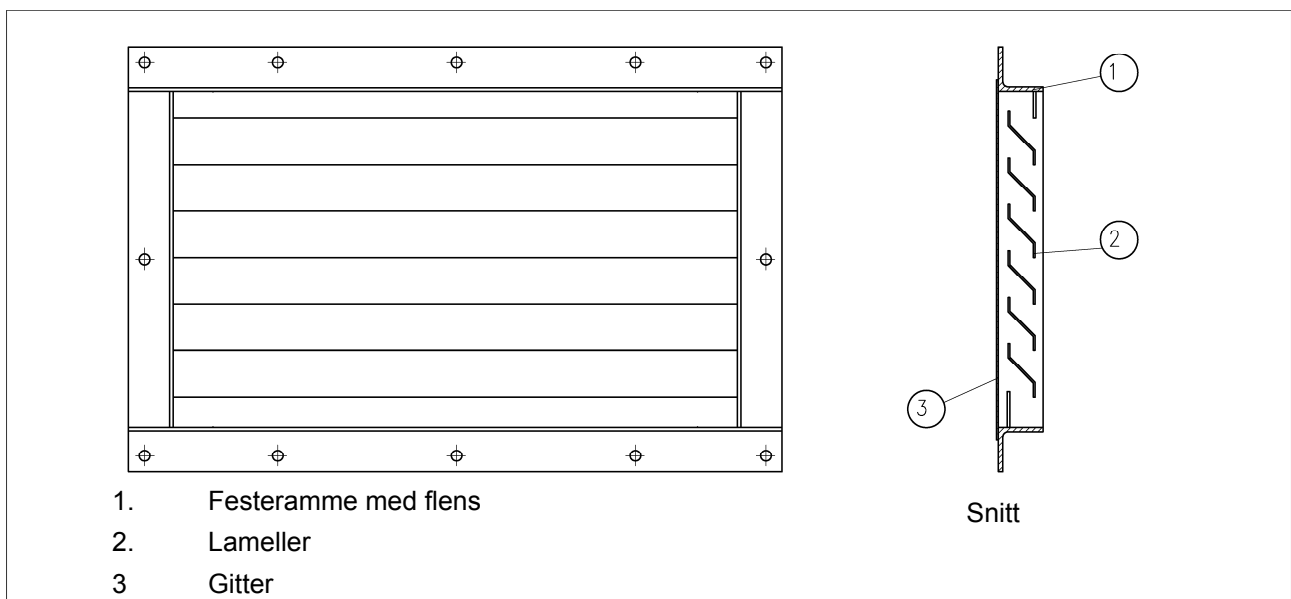 1
2
3
1. Festeramme med flens
2. Lameller
3 Gitter
Snitt